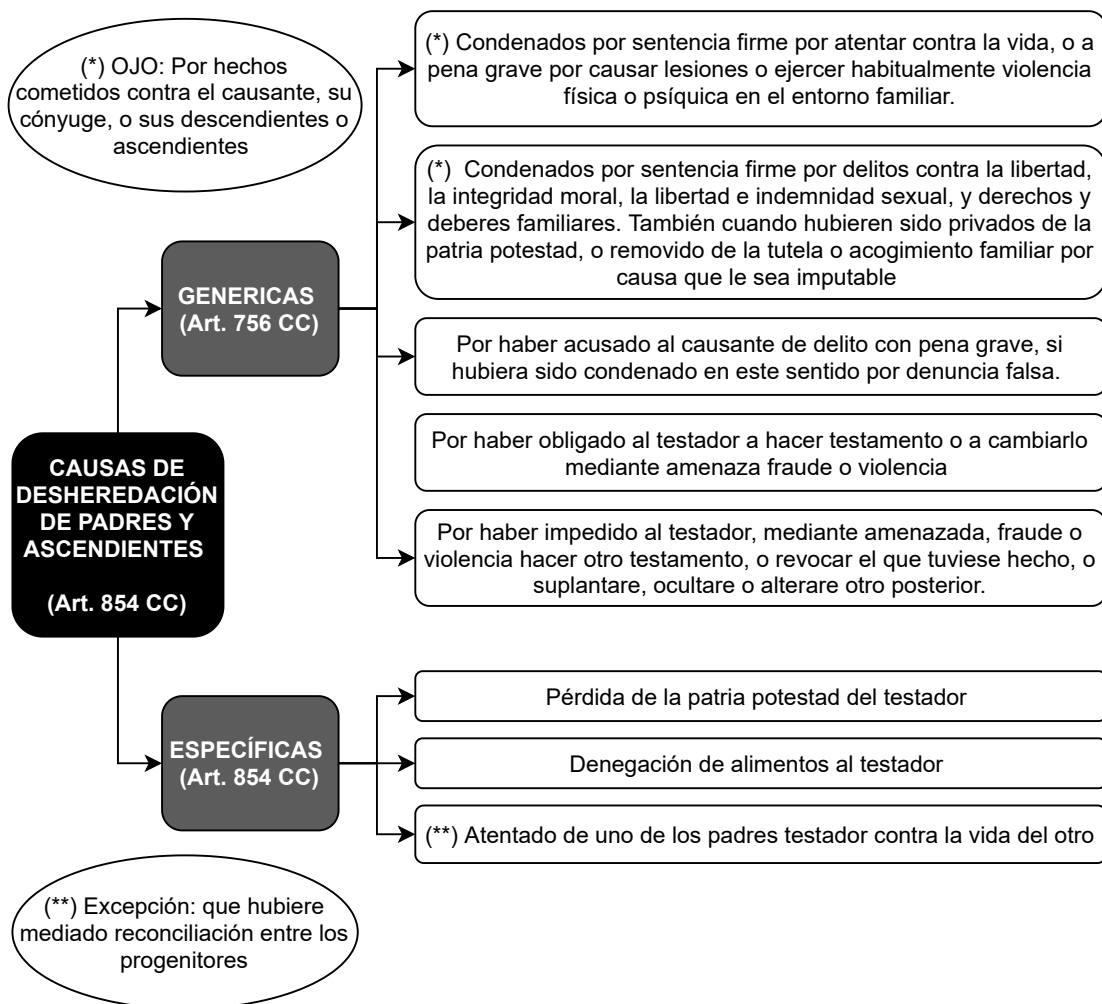 (*) OJO: Por hechos
cometidos contra el causante, su
cónyuge, o sus descendientes o
ascendientes
(*) Condenados por sentencia firme por atentar contra la vida, o a
pena grave por causar lesiones o ejercer habitualmente violencia
física o psíquica en el entorno familiar.
(*) Condenados por sentencia firme por delitos contra la libertad,
la integridad moral, la libertad e indemnidad sexual, y derechos y
deberes familiares. También cuando hubieren sido privados de la
patria potestad, o removido de la tutela o acogimiento familiar por
causa que le sea imputable
GENERICAS
(Art. 756 CC)
Por haber acusado al causante de delito con pena grave, si
hubiera sido condenado en este sentido por denuncia falsa.
Por haber obligado al testador a hacer testamento o a cambiarlo
mediante amenaza fraude o violencia
Por haber impedido al testador, mediante amenazada, fraude o
violencia hacer otro testamento, o revocar el que tuviese hecho, o
suplantare, ocultare o alterare otro posterior.
CAUSAS DE
DESHEREDACIÓN
DE PADRES Y
ASCENDIENTES
(Art. 854 CC)
ESPECÍFICAS
(Art. 854 CC)
Pérdida de la patria potestad del testador
Denegación de alimentos al testador
(**) Atentado de uno de los padres testador contra la vida del otro
(**) Excepción: que hubiere
mediado reconciliación entre los
progenitores